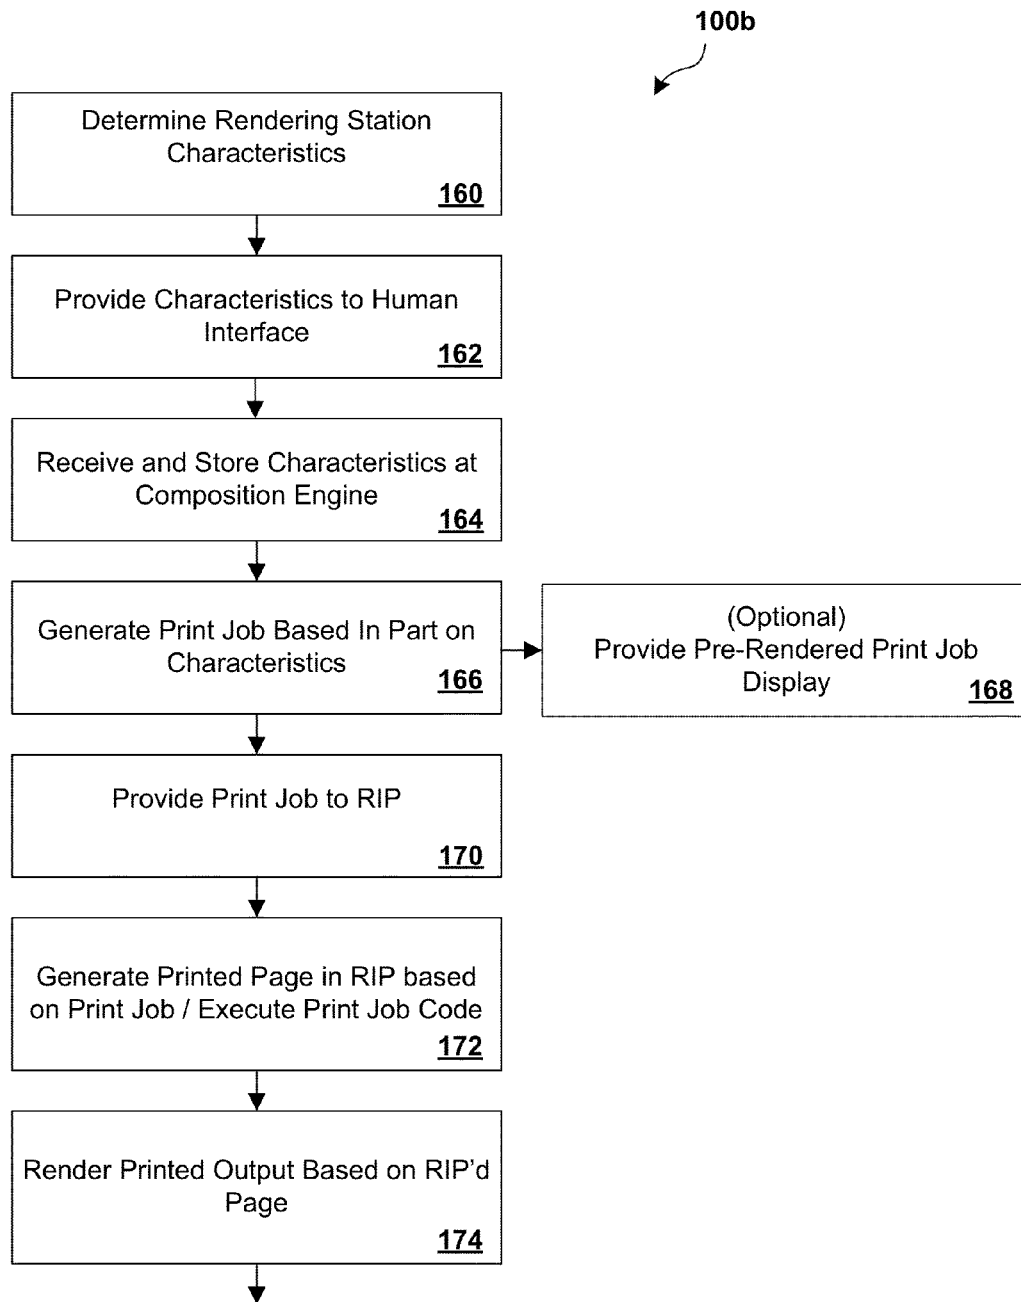 100b
Determine Rendering Station
Characteristics
160
Provide Characteristics to Human
Interface
162
Receive and Store Characteristics at
Composition Engine
164
Generate Print Job Based In Part on
Characteristics
166
(Optional)
Provide Pre-Rendered Print Job
Display
168
Provide Print Job to RIP
170
Generate Printed Page in RIP based
on Print Job / Execute Print Job Code
172
Render Printed Output Based on RIP'd
Page
174